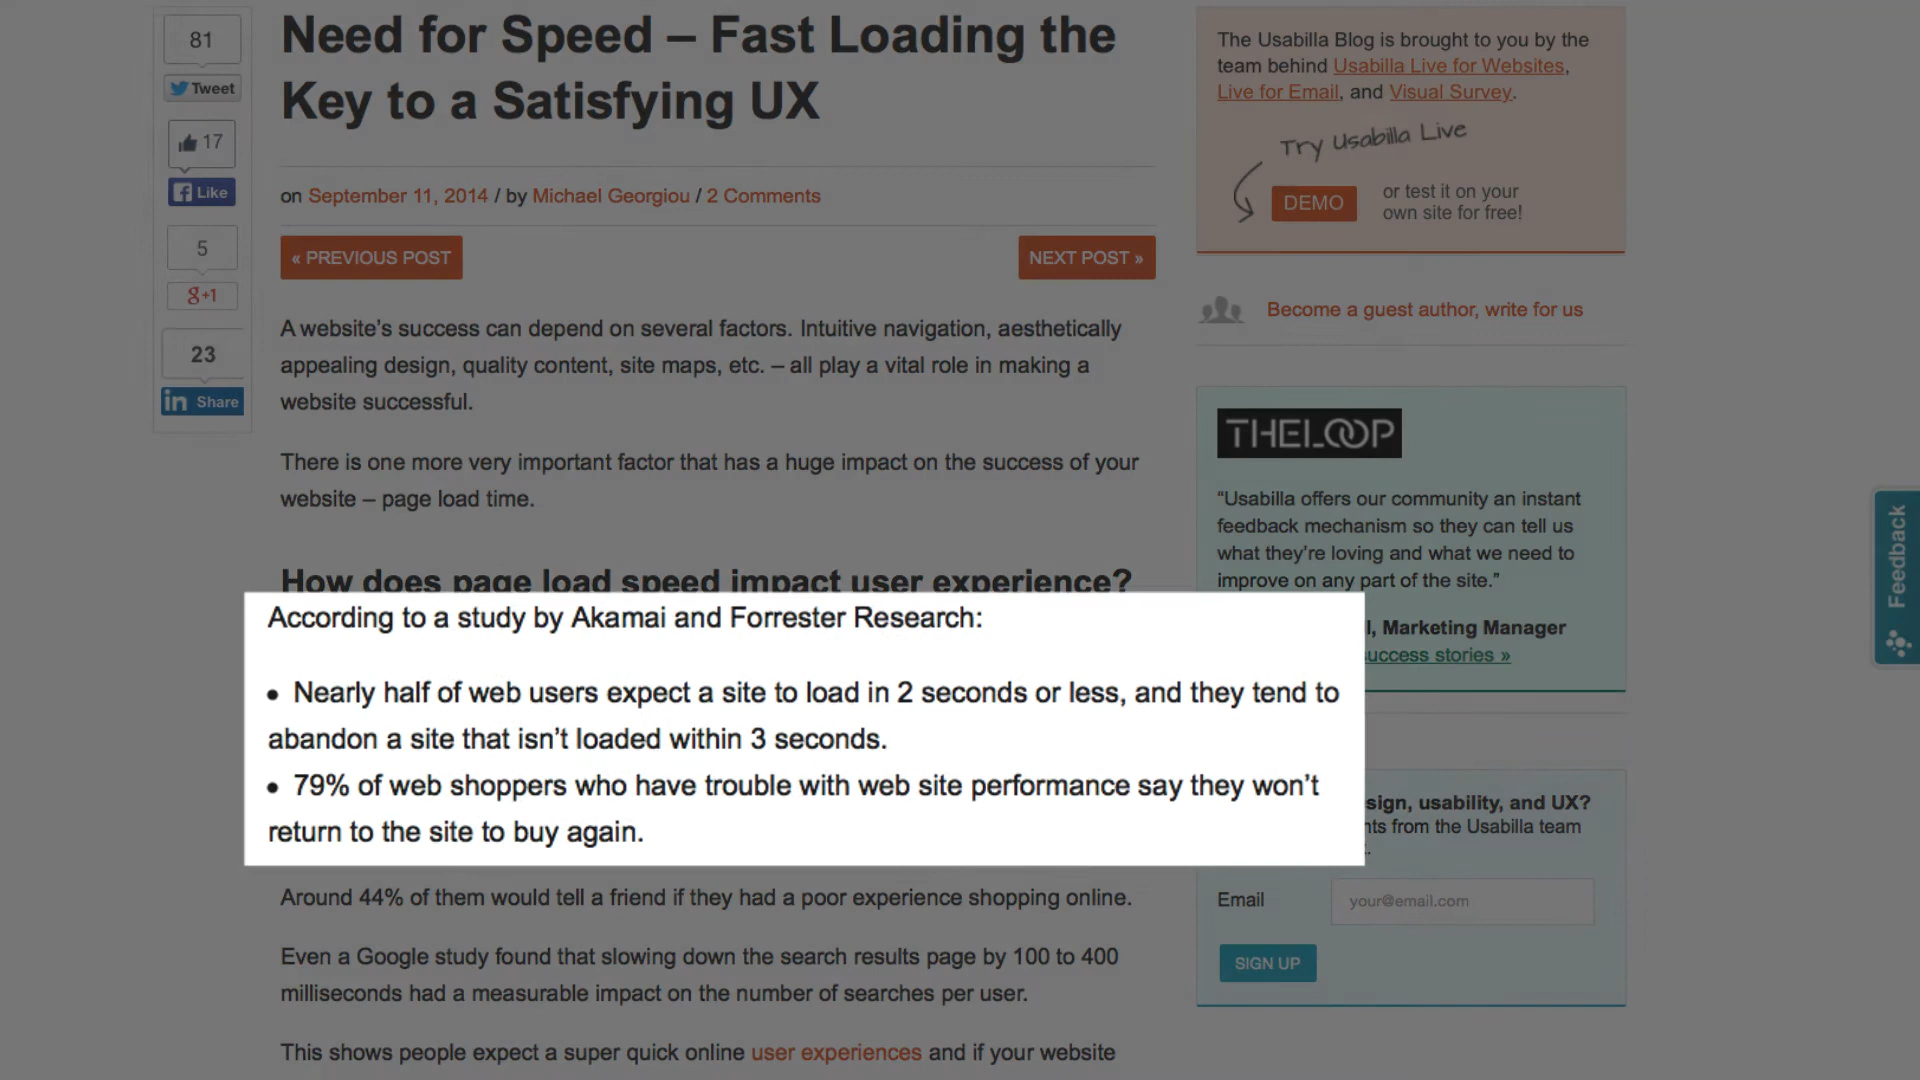 81
Tweet
17
Like
5
g+1
23
in Share
Need for Speed – Fast Loading the
Key to a Satisfying UX
on September 11, 2014 / by Michael Georgiou / 2 Comments
« PREVIOUS POST
NEXT POST »
A website’s success can depend on several factors. Intuitive navigation, aesthetically
appealing design, quality content, site maps, etc. – all play a vital role in making a
website successful.
There is one more very important factor that has a huge impact on the success of your
website – page load time.
How does page load speed impact user experience?
According to a study by Akamai and Forrester Research:
• Nearly half of web users expect a site to load in 2 seconds or less, and they tend to
abandon a site that isn’t loaded within 3 seconds.
• 79% of web shoppers who have trouble with web site performance say they won’t
return to the site to buy again.
Around 44% of them would tell a friend if they had a poor experience shopping online.
Even a Google study found that slowing down the search results page by 100 to 400
milliseconds had a measurable impact on the number of searches per user.
This shows people expect a super quick online user experiences and if your website
The Usabilla Blog is brought to you by the
team behind Usabilla Live for Websites,
Live for Email, and Visual Survey.
Try Usabilla Live
DEMO
or test it on your
own site for free!
Become a guest author, write for us
THELOOP
“Usabilla offers our community an instant
feedback mechanism so they can tell us
what they’re loving and what we need to
improve on any part of the site.”
l, Marketing Manager
uccess stories »
sign, usability, and UX?
nts from the Usabilla team
Email
your@email.com
SIGN UP
Feedback